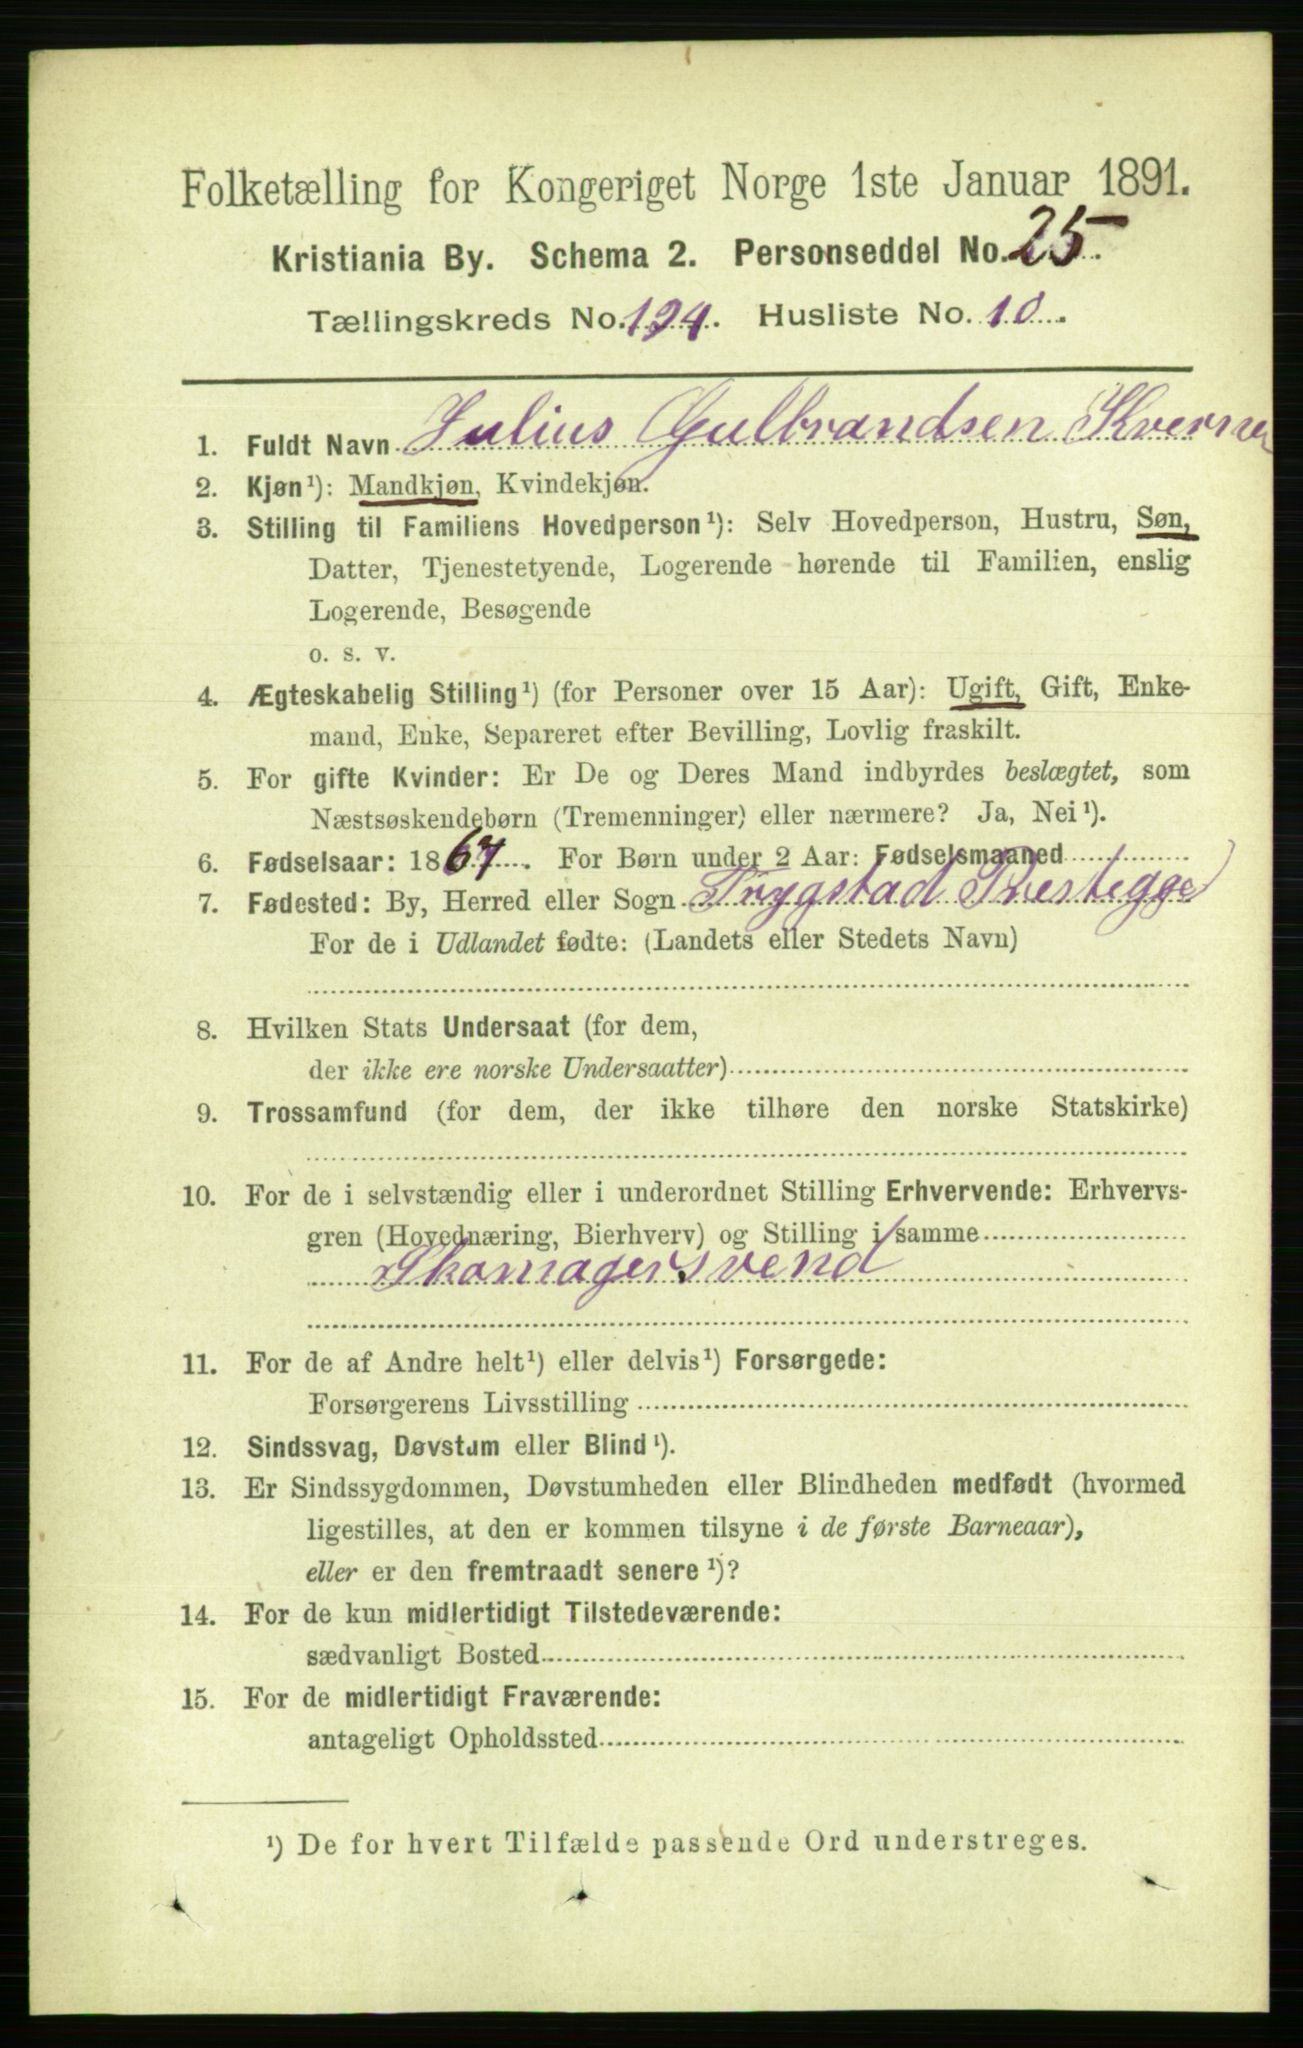 Folketælling for Kongeriget Norge 1ste Januar 1891.
Kristiania By. Schema 2. Personseddel No. 25.
Tællingskreds No. 194. Husliste No. 10.
1. Fuldt Navn Julius Gulbrandsen
2. Kjøn¹): Mandkjøn, Kvindekjøn.
3. Stilling til Familiens Hovedperson¹): Selv Hovedperson, Hustru, Søn,
Datter, Tjenestetyende, Logerende hørende til Familien, enslig
Logerende, Besøgende
o. s. v.
4. Ægteskabelig Stilling¹) (for Personer over 15 Aar): Ugift, Gift, Enke-
mand, Enke, Separeret efter Bevilling, Lovlig fraskilt.
5. For gifte Kvinder: Er De og Deres Mand indbyrdes beslægtet, som
Næstsøskendebørn (Tremenninger) eller nærmere? Ja, Nei¹).
6. Fødselsaar: 1867. For Børn under 2 Aar: Fødselsmaaned
7. Fødested: By, Herred eller Sogn Trygstad Prestegge
For de i Udlandet fødte: (Landets eller Stedets Navn)
8. Hvilken Stats Undersaat (for dem,
der ikke ere norske Undersaatter)
9. Trossamfund (for dem, der ikke tilhøre den norske Statskirke)
10. For de i selvstændig eller i underordnet Stilling Erhvervende: Erhvervs-
gren (Hovednæring, Bierhverv) og Stilling i samme
Skomagersvend
11. For de af Andre helt¹) eller delvis¹) Forsørgede:
Forsørgerens Livsstilling
12. Sindssvag, Døvstum eller Blind¹).
13. Er Sindssygdommen, Døvstumheden eller Blindheden medfødt (hvormed
ligestilles, at den er kommen tilsyne i de første Barneaar),
eller er den fremtraadt senere¹)?
14. For de kun midlertidigt Tilstedeværende:
sædvanligt Bosted
15. For de midlertidigt Fraværende:
antageligt Opholdssted
¹) De for hvert Tilfælde passende Ord understreges.